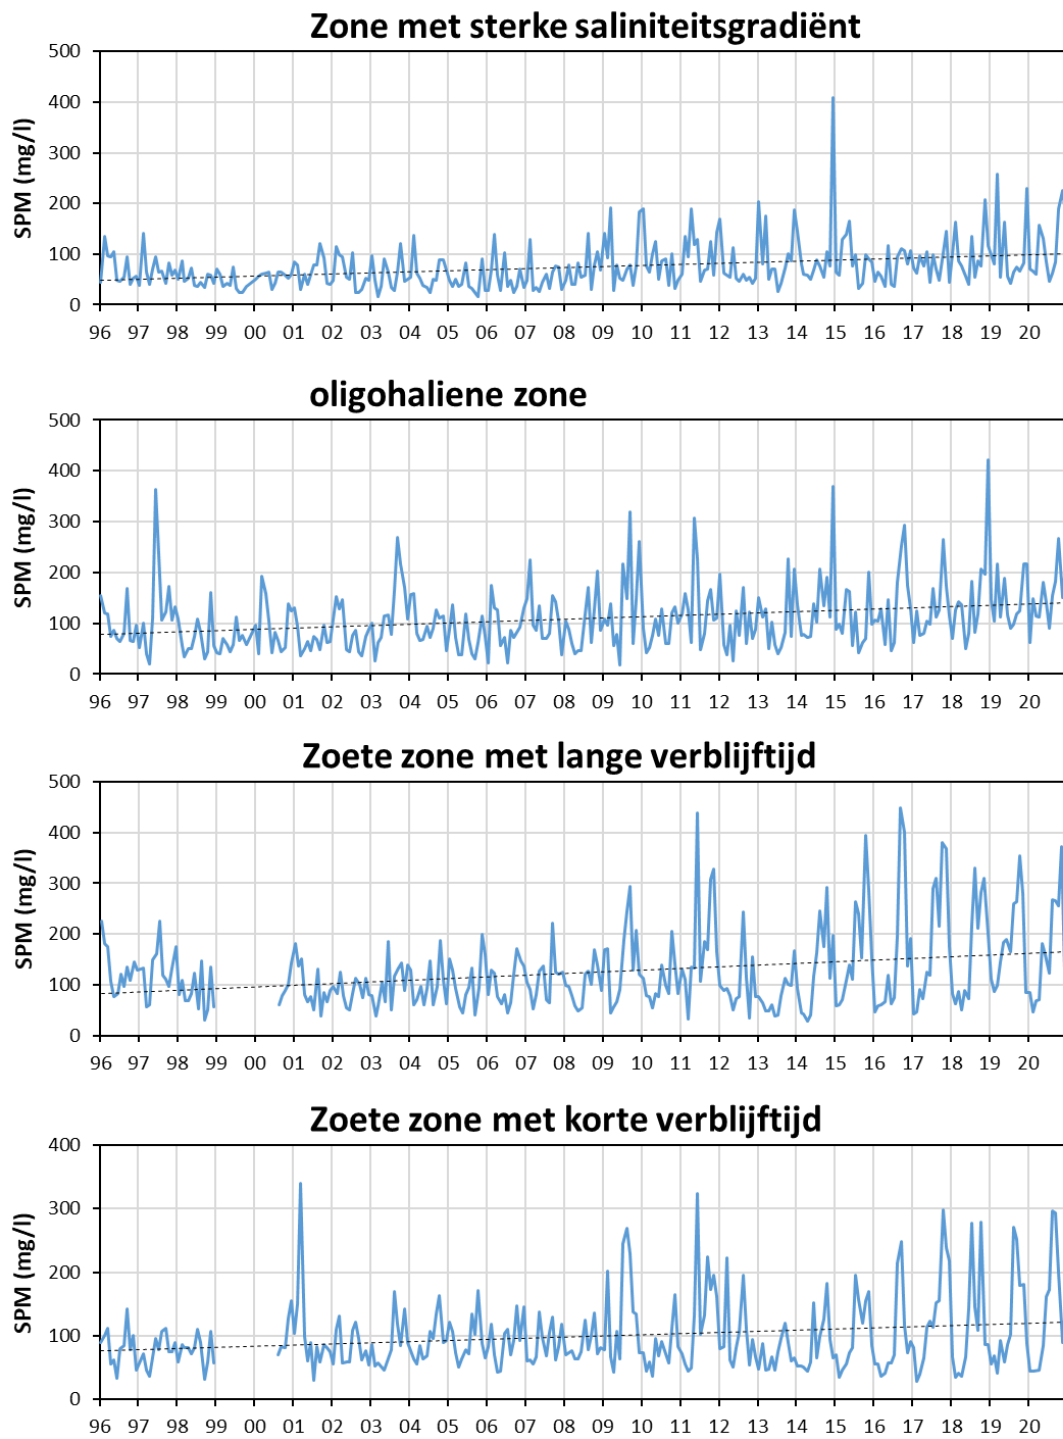 Zone met sterke saliniteitsgradiënt
SPM (mg/l)
500
400
300
200
100
0
96 97 98 99 00 01 02 03 04 05 06 07 08 09 10 11 12 13 14 15 16 17 18 19 20
oligohaliene zone
SPM (mg/l)
500
400
300
200
100
0
96 97 98 99 00 01 02 03 04 05 06 07 08 09 10 11 12 13 14 15 16 17 18 19 20
Zoete zone met lange verblijftijd
SPM (mg/l)
500
400
300
200
100
0
96 97 98 99 00 01 02 03 04 05 06 07 08 09 10 11 12 13 14 15 16 17 18 19 20
Zoete zone met korte verblijftijd
SPM (mg/l)
400
300
200
100
0
96 97 98 99 00 01 02 03 04 05 06 07 08 09 10 11 12 13 14 15 16 17 18 19 20